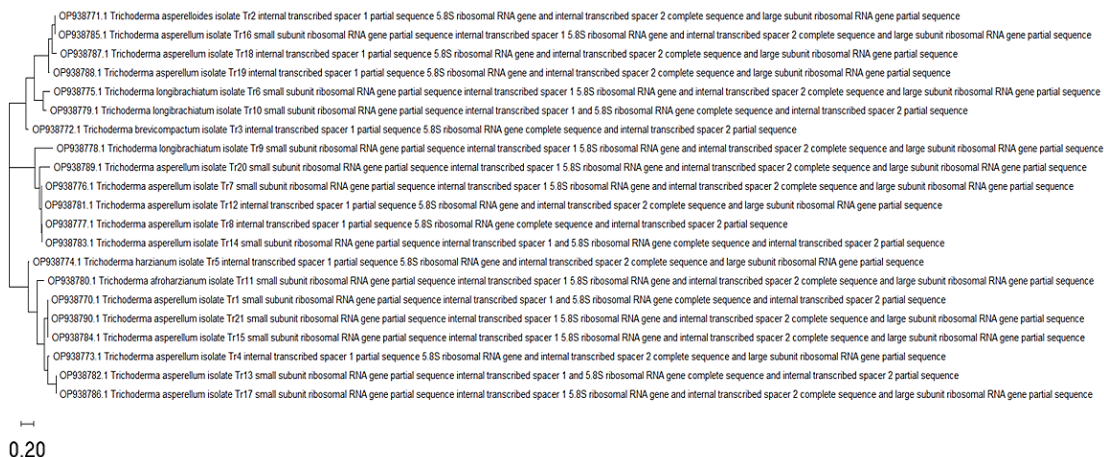 OP938771.1 Trichoderma asperelloides isolate Tr2 internal transcribed spacer 1 partial sequence 5.8S ribosomal RNA gene and internal transcribed spacer 2 complete sequence and large subunit ribosomal RNA gene partial sequence
OP938785.1 Trichoderma asperellum isolate Tr16 small subunit ribosomal RNA gene partial sequence internal transcribed spacer 1 5.8S ribosomal RNA gene and internal transcribed spacer 2 complete sequence and large subunit ribosomal RNA gene partial sequence
OP938787.1 Trichoderma asperellum isolate Tr18 internal transcribed spacer 1 partial sequence 5.8S ribosomal RNA gene and internal transcribed spacer 2 complete sequence and large subunit ribosomal RNA gene partial sequence
OP938788.1 Trichoderma asperellum isolate Tr19 internal transcribed spacer 1 partial sequence 5.8S ribosomal RNA gene and internal transcribed spacer 2 complete sequence and large subunit ribosomal RNA gene partial sequence
OP938775.1 Trichoderma longibrachiatum isolate Tr6 small subunit ribosomal RNA gene partial sequence internal transcribed spacer 1 5.8S ribosomal RNA gene and internal transcribed spacer 2 complete sequence and large subunit ribosomal RNA gene partial sequence
OP938779.1 Trichoderma longibrachiatum isolate Tr10 small subunit ribosomal RNA gene partial sequence internal transcribed spacer 1 and 5.8S ribosomal RNA gene complete sequence and internal transcribed spacer 2 partial sequence
OP938772.1 Trichoderma brevicompactum isolate Tr3 internal transcribed spacer 1 partial sequence 5.8S ribosomal RNA gene complete sequence and internal transcribed spacer 2 partial sequence
OP938778.1 Trichoderma longibrachiatum isolate Tr9 small subunit ribosomal RNA gene partial sequence internal transcribed spacer 1 5.8S ribosomal RNA gene and internal transcribed spacer 2 complete sequence and large subunit ribosomal RNA gene partial sequence
OP938789.1 Trichoderma asperellum isolate Tr20 small subunit ribosomal RNA gene partial sequence internal transcribed spacer 1 5.8S ribosomal RNA gene and internal transcribed spacer 2 complete sequence and large subunit ribosomal RNA gene partial sequence
OP938776.1 Trichoderma asperellum isolate Tr7 small subunit ribosomal RNA gene partial sequence internal transcribed spacer 1 5.8S ribosomal RNA gene and internal transcribed spacer 2 complete sequence and large subunit ribosomal RNA gene partial sequence
OP938781.1 Trichoderma asperellum isolate Tr12 internal transcribed spacer 1 partial sequence 5.8S ribosomal RNA gene and internal transcribed spacer 2 complete sequence and large subunit ribosomal RNA gene partial sequence
OP938777.1 Trichoderma asperellum isolate Tr8 internal transcribed spacer 1 partial sequence 5.8S ribosomal RNA gene complete sequence and internal transcribed spacer 2 partial sequence
OP938783.1 Trichoderma asperellum isolate Tr14 small subunit ribosomal RNA gene partial sequence internal transcribed spacer 1 and 5.8S ribosomal RNA gene complete sequence and internal transcribed spacer 2 partial sequence
OP938774.1 Trichoderma harzianum isolate Tr5 internal transcribed spacer 1 partial sequence 5.8S ribosomal RNA gene and internal transcribed spacer 2 complete sequence and large subunit ribosomal RNA gene partial sequence
OP938780.1 Trichoderma afroharzianum isolate Tr11 small subunit ribosomal RNA gene partial sequence internal transcribed spacer 1 5.8S ribosomal RNA gene and internal transcribed spacer 2 complete sequence and large subunit ribosomal RNA gene partial sequence
OP938770.1 Trichoderma asperellum isolate Tr1 small subunit ribosomal RNA gene partial sequence internal transcribed spacer 1 and 5.8S ribosomal RNA gene complete sequence and internal transcribed spacer 2 partial sequence
OP938790.1 Trichoderma asperellum isolate Tr21 small subunit ribosomal RNA gene partial sequence internal transcribed spacer 1 5.8S ribosomal RNA gene and internal transcribed spacer 2 complete sequence and large subunit ribosomal RNA gene partial sequence
OP938784.1 Trichoderma asperellum isolate Tr15 small subunit ribosomal RNA gene partial sequence internal transcribed spacer 1 5.8S ribosomal RNA gene and internal transcribed spacer 2 complete sequence and large subunit ribosomal RNA gene partial sequence
OP938773.1 Trichoderma asperellum isolate Tr4 internal transcribed spacer 1 partial sequence 5.8S ribosomal RNA gene and internal transcribed spacer 2 complete sequence and large subunit ribosomal RNA gene partial sequence
OP938782.1 Trichoderma asperellum isolate Tr13 small subunit ribosomal RNA gene partial sequence internal transcribed spacer 1 and 5.8S ribosomal RNA gene complete sequence and internal transcribed spacer 2 partial sequence
OP938786.1 Trichoderma asperellum isolate Tr17 small subunit ribosomal RNA gene partial sequence internal transcribed spacer 1 5.8S ribosomal RNA gene and internal transcribed spacer 2 complete sequence and large subunit ribosomal RNA gene partial sequence
0.20